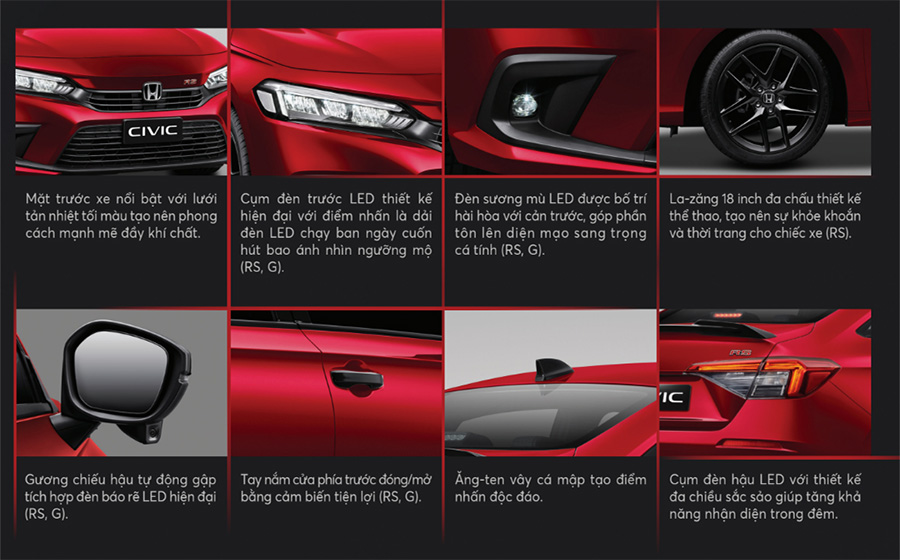 RS
CIVIC
Mặt trước xe nổi bật với lưới
tản nhiệt tối màu tạo nên phong
cách mạnh mẽ đầy khí chất.
Cụm đèn trước LED thiết kế
hiện đại với điểm nhấn là dải
đèn LED chạy ban ngày cuốn
hút bao ánh nhìn ngưỡng mộ
(RS, G).
Đèn sương mù LED được bố trí
hài hòa với cản trước, góp phần
tôn lên diện mạo sang trọng
cá tính (RS, G).
La-zăng 18 inch đa chấu thiết kế
thể thao, tạo nên sự khỏe khoắn
và thời trang cho chiếc xe (RS).
RS
VIC
Gương chiếu hậu tự động gập
tích hợp đèn báo rẽ LED hiện đại
(RS, G).
Tay nắm cửa phía trước đóng/mở
bằng cảm biến tiện lợi (RS, G).
Ăng-ten vây cá mập tạo điểm
nhấn độc đáo.
Cụm đèn hậu LED với thiết kế
đa chiều sắc sảo giúp tăng khả
năng nhận diện trong đêm.